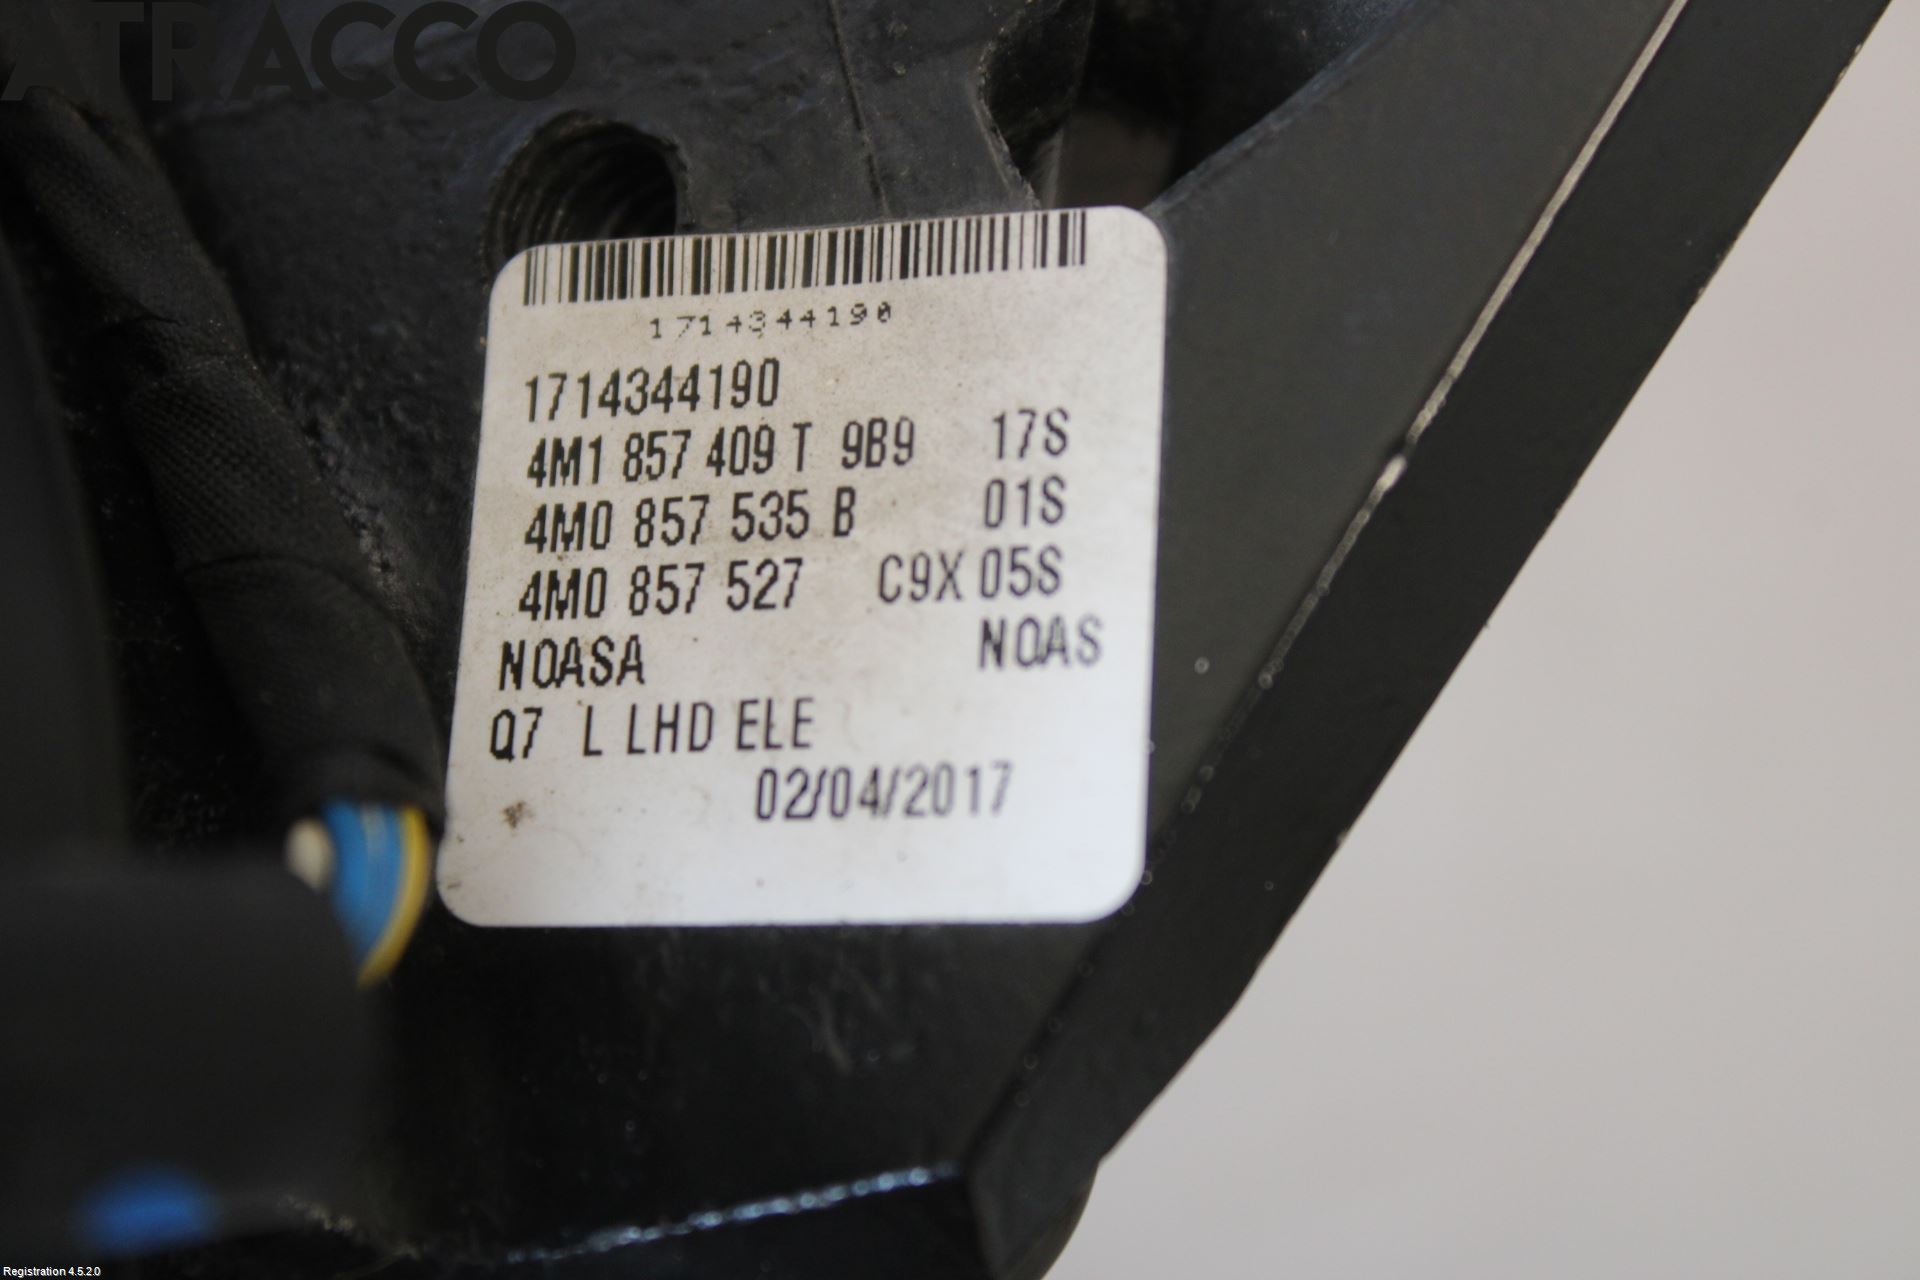 ATRACCO
1714344190
1714344190
4M1 857 409 T 9B9 17S
4M0 857 535 B 01S
4M0 857 527 C9X 05S
NOASA NOAS
Q7 L LHD ELE
02/04/2017
Registration 4.5.2.0